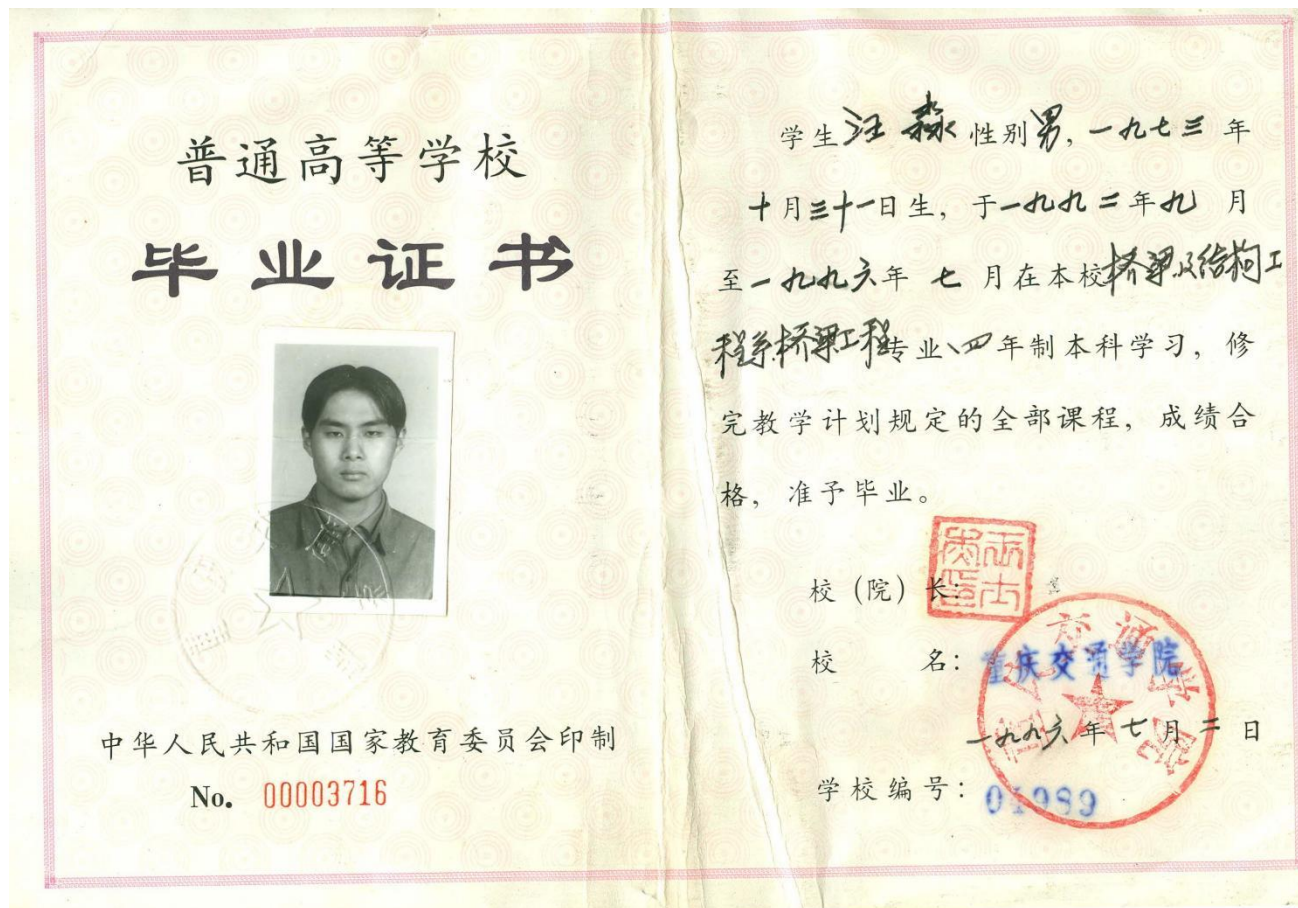 普通高等学校
毕业证书
中华人民共和国国家教育委员会印制
No. 00003716
学生汪淼性别男，一九七三年
十月三十一日生，于一九九二年九月
至一九九六年七月在本校桥梁及结构工
程系桥梁工程专业四年制本科学习，修
完教学计划规定的全部课程，成绩合
格，准予毕业。
校（院）长：
校名：重庆交通学院
一九九六年七月二日
学校编号：01989